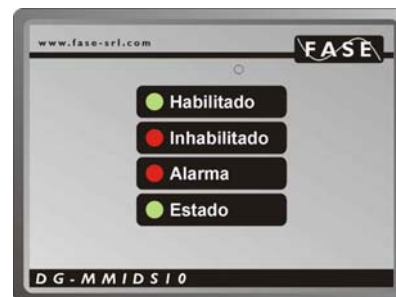 www.fase-srl.com
FASE
Habilitado
Inhabilitado
Alarma
Estado
DG-MMIDS10